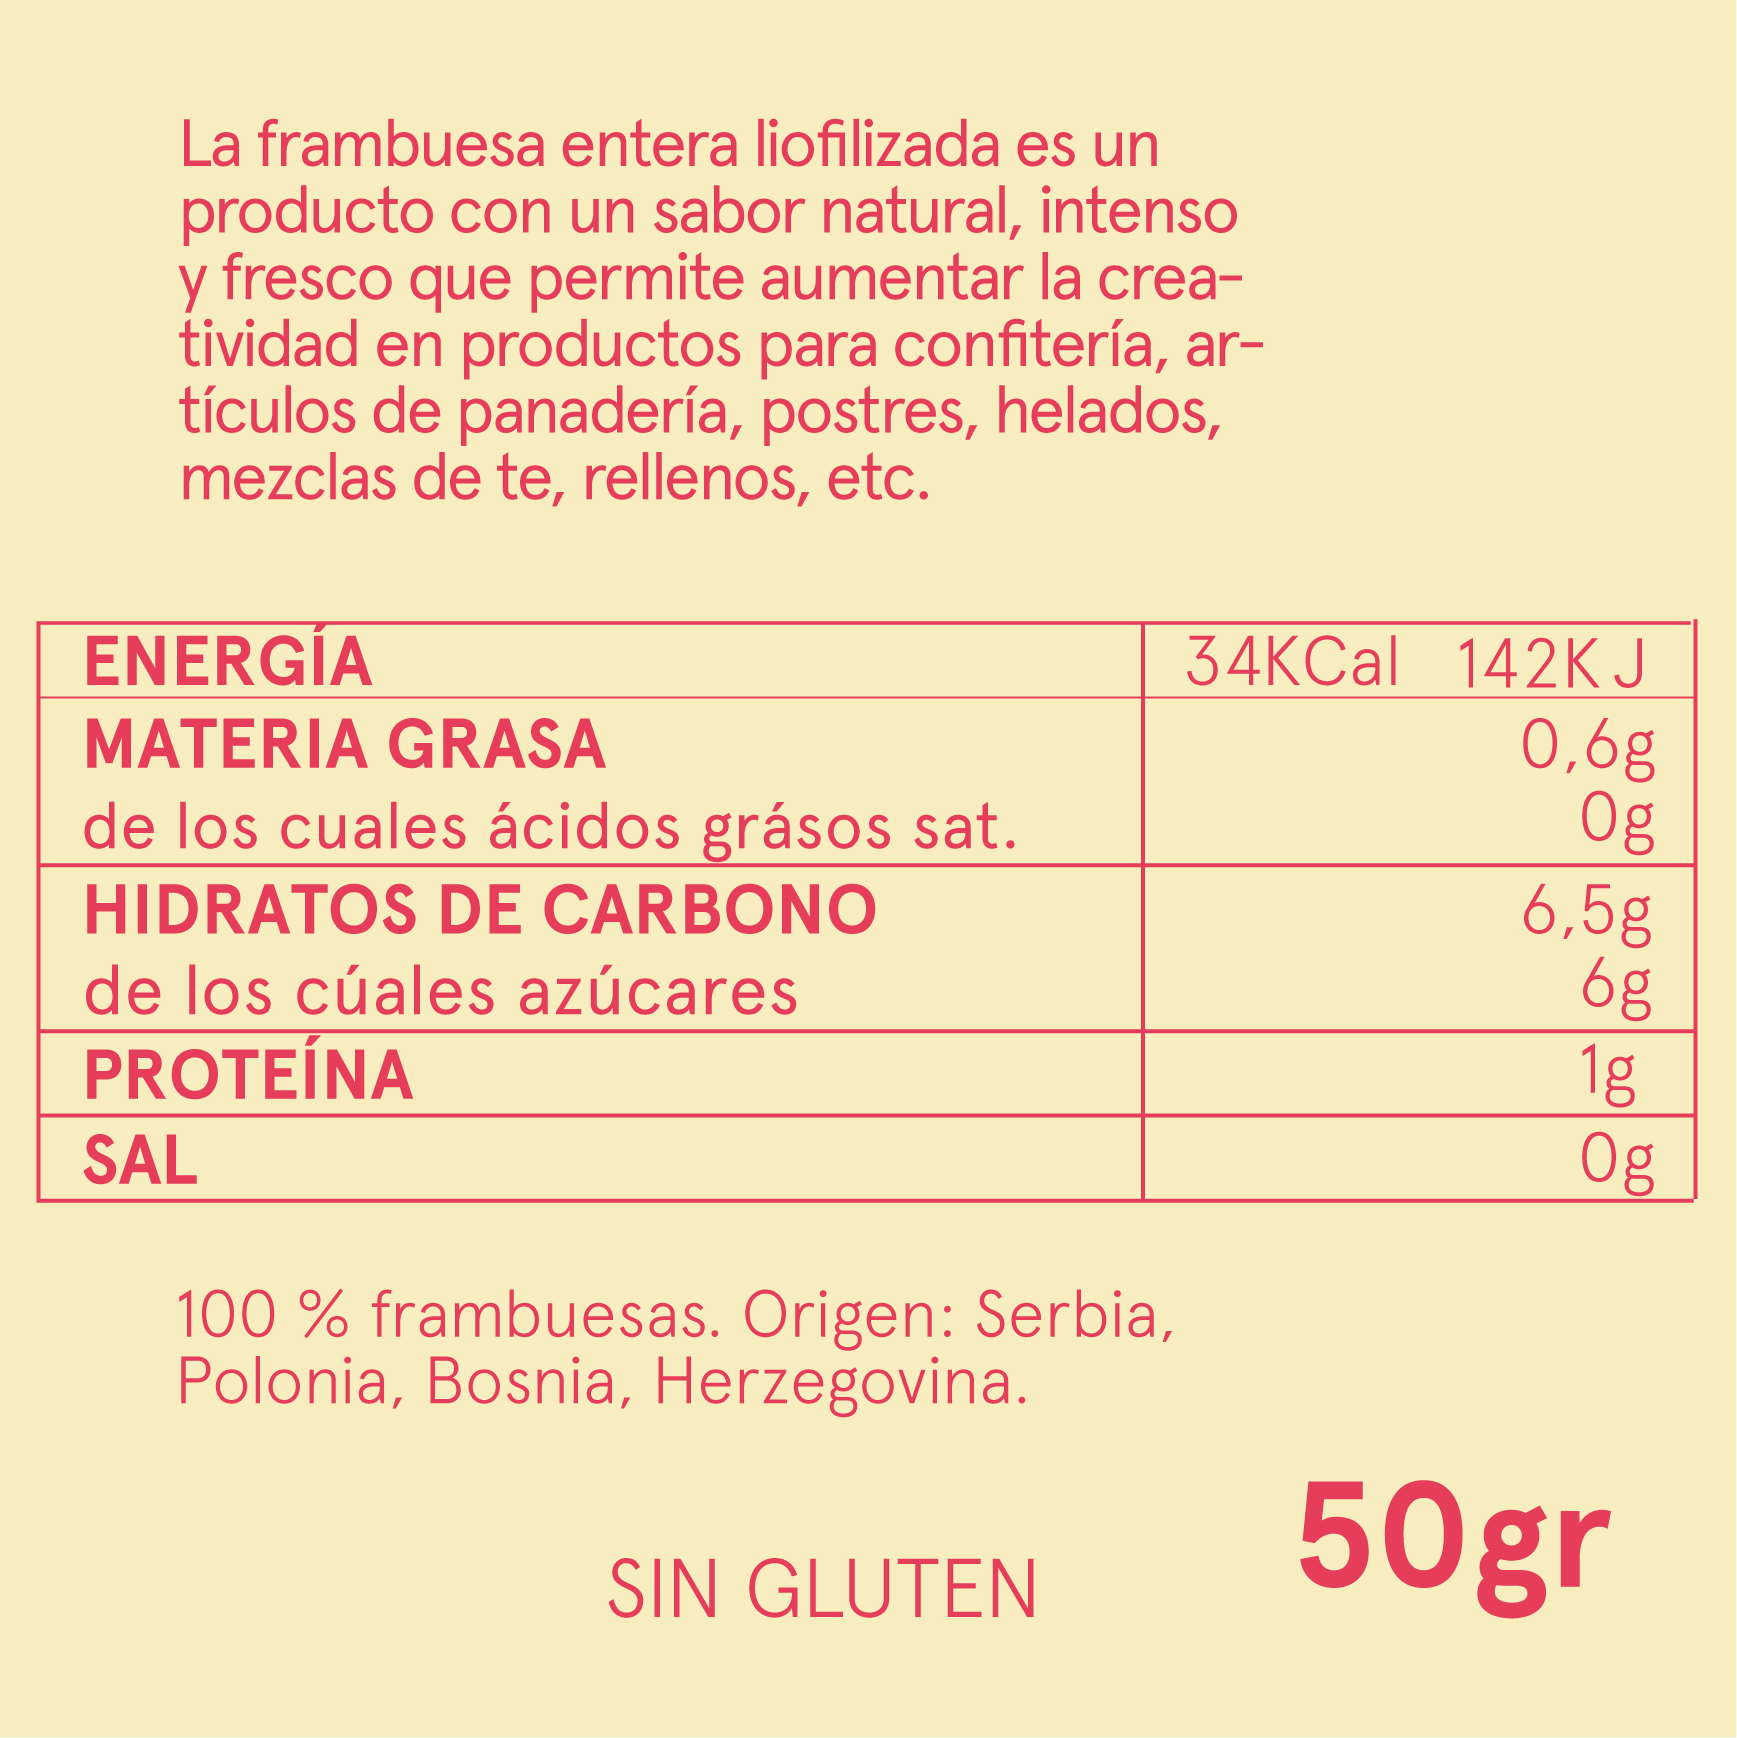 La frambuesa entera liofilizada es un
producto con un sabor natural, intenso
y fresco que permite aumentar la crea-
tividad en productos para confitería, ar-
tículos de panadería, postres, helados,
mezclas de te, rellenos, etc.
ENERGÍA 34KCal 142KJ
MATERIA GRASA 0,6g
de los cuales ácidos grásos sat. 0g
HIDRATOS DE CARBONO 6,5g
de los cúales azúcares 6g
PROTEÍNA 1g
SAL 0g
100 % frambuesas. Origen: Serbia,
Polonia, Bosnia, Herzegovina.
50gr
SIN GLUTEN